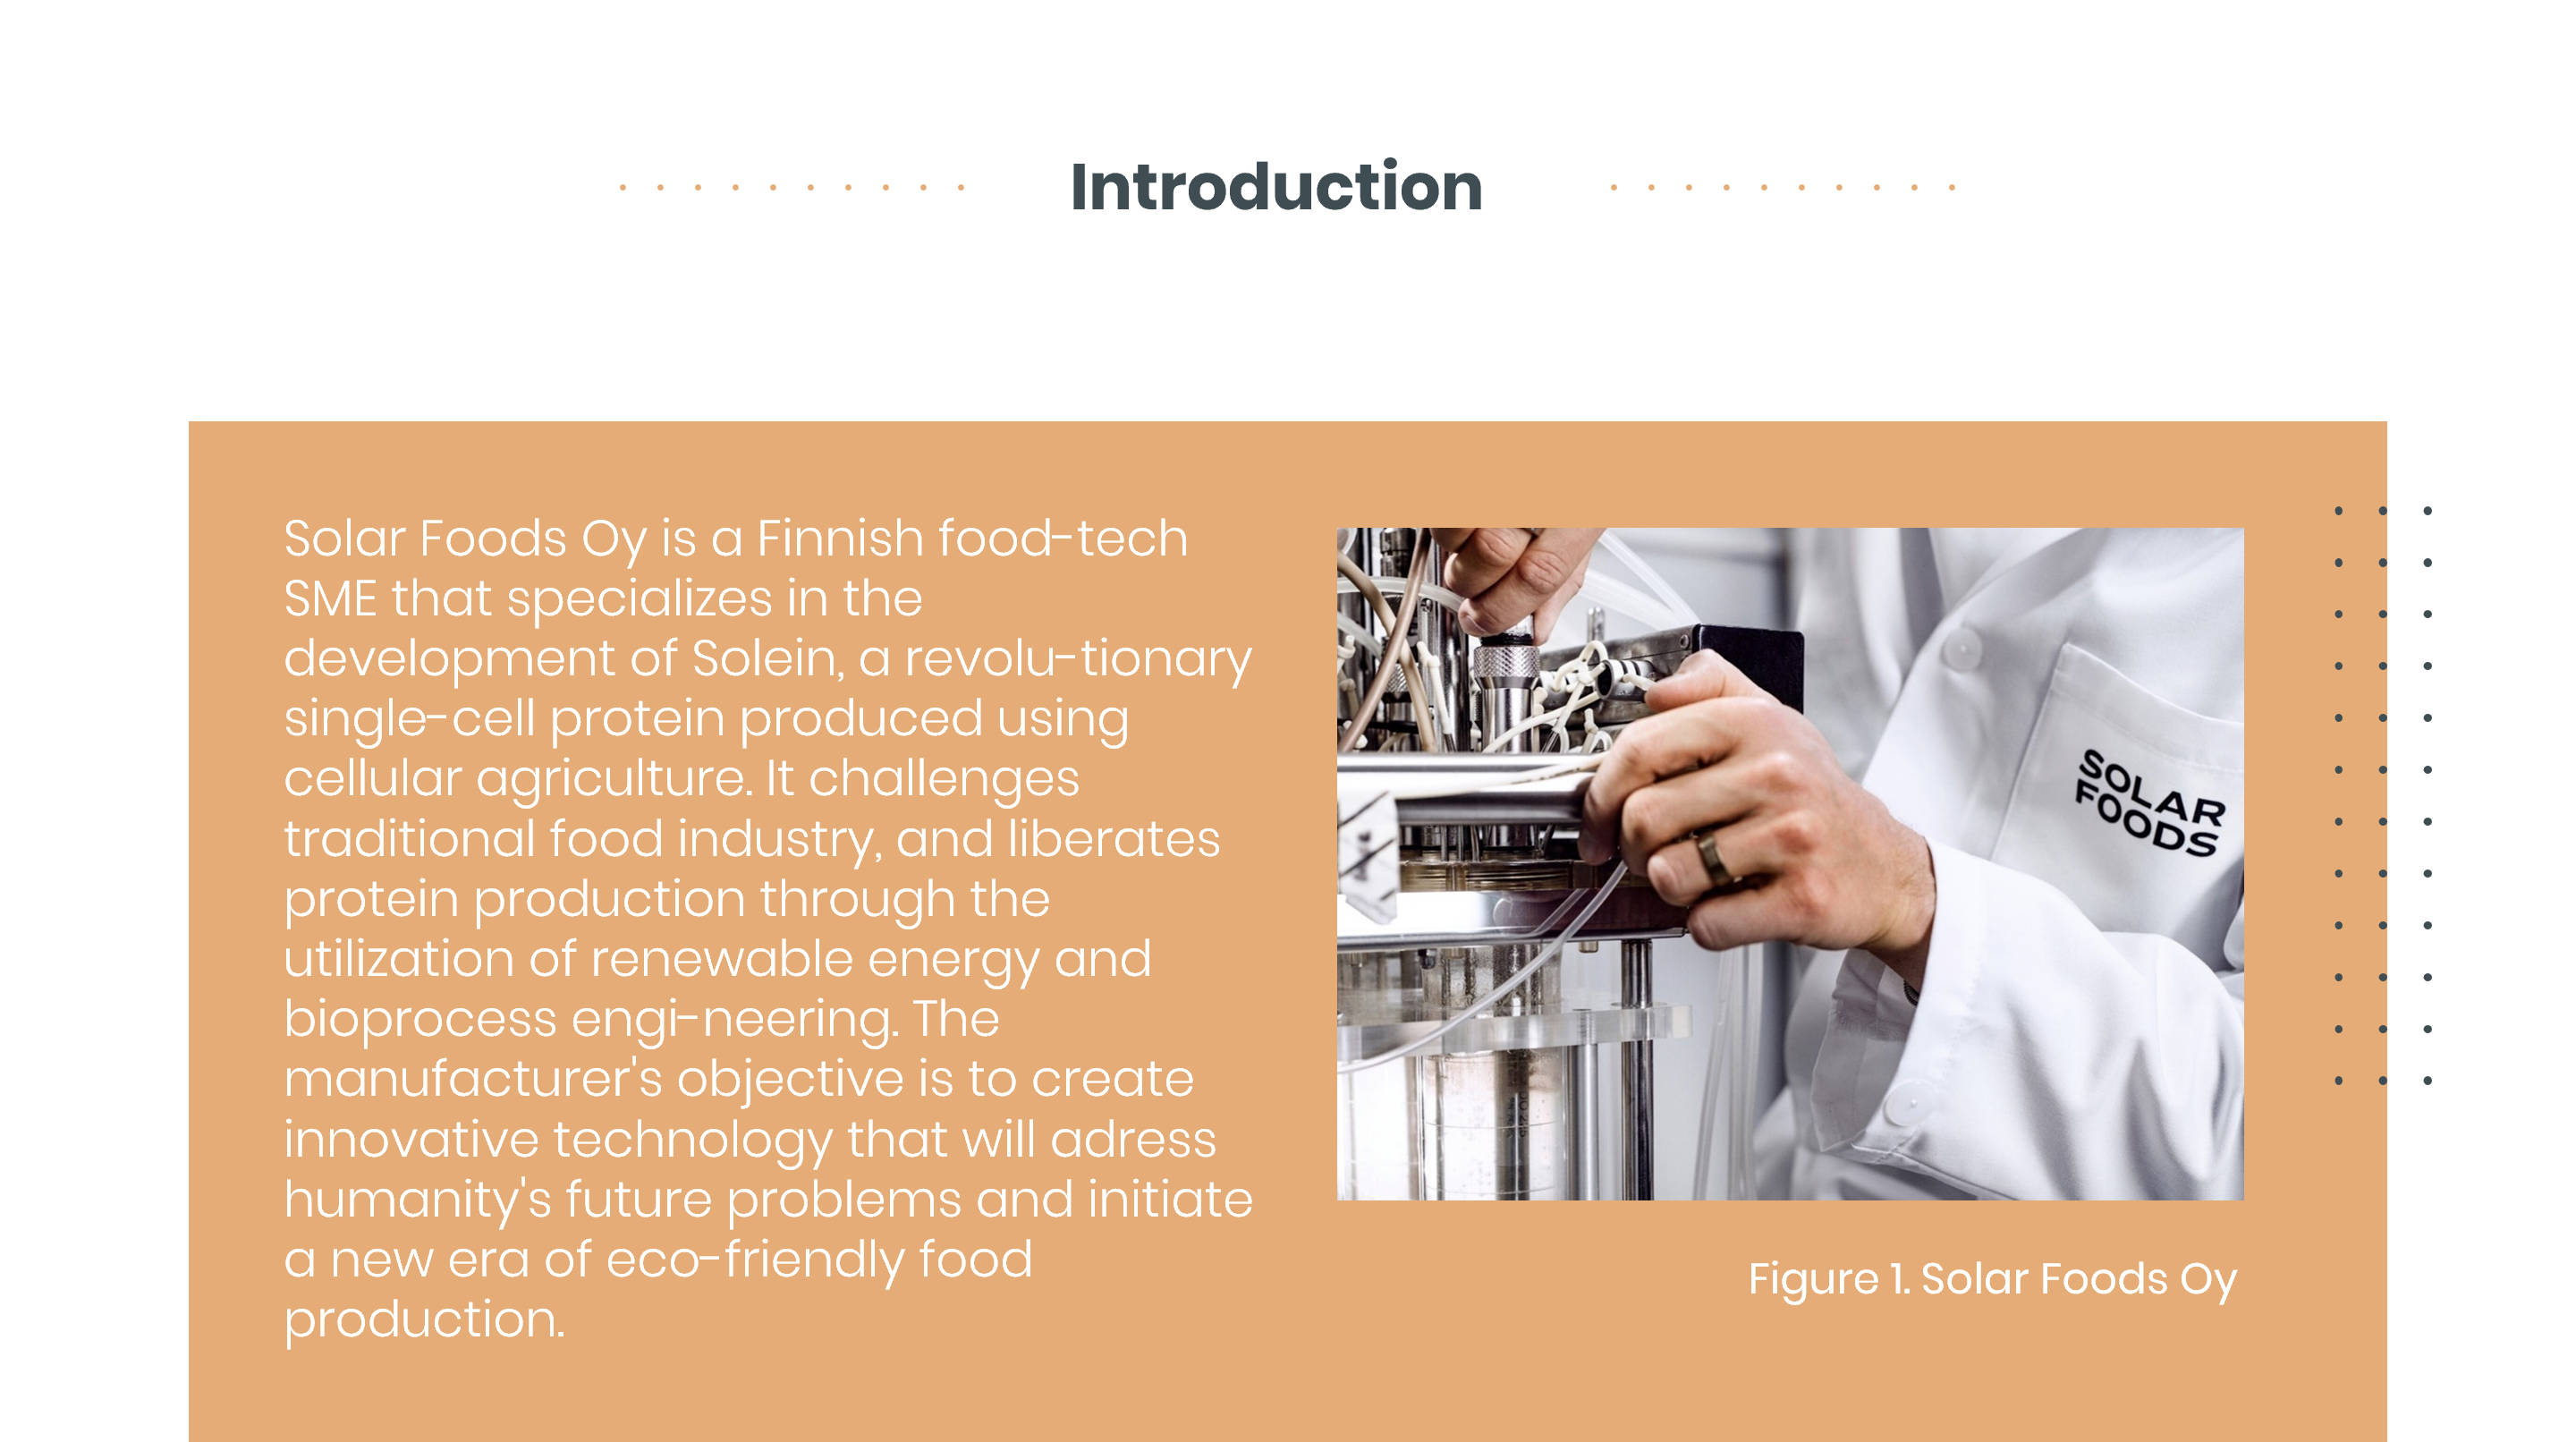 Introduction
Solar Foods Oy is a Finnish food-tech
SME that specializes in the
development of Solein, a revolu-tionary
single-cell protein produced using
cellular agriculture. It challenges
traditional food industry, and liberates
protein production through the
utilization of renewable energy and
bioprocess engi-neering. The
manufacturer's objective is to create
innovative technology that will adress
humanity's future problems and initiate
a new era of eco-friendly food
production.
SOLAR
FOODS
Figure 1. Solar Foods Oy